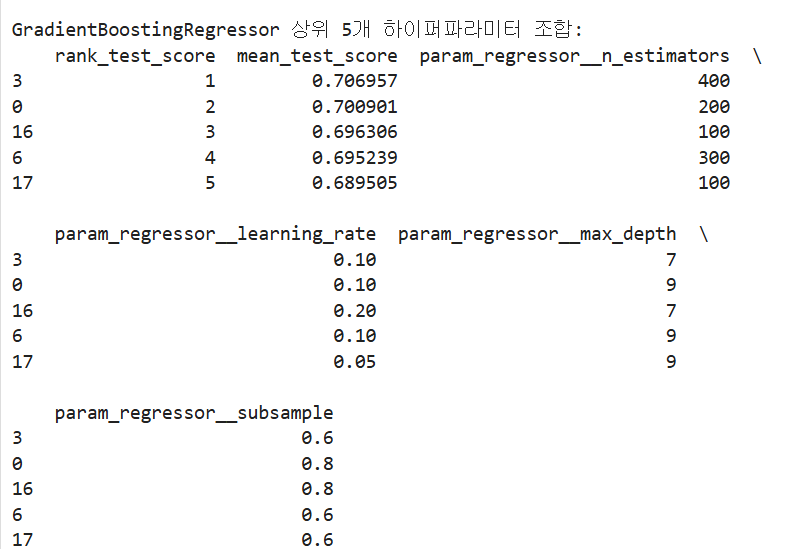 GradientBoostingRegressor 상위 5개 하이퍼파라미터 조합:
    rank_test_score  mean_test_score  param_regressor__n_estimators  \
3                 1         0.706957                            400
0                 2         0.700901                            200
16                3         0.696306                            100
6                 4         0.695239                            300
17                5         0.689505                            100
    param_regressor__learning_rate  param_regressor__max_depth  \
3                             0.10                           7
0                             0.10                           9
16                            0.20                           7
6                             0.10                           9
17                            0.05                           9
    param_regressor__subsample
3                          0.6
0                          0.8
16                         0.8
6                          0.6
17                         0.6